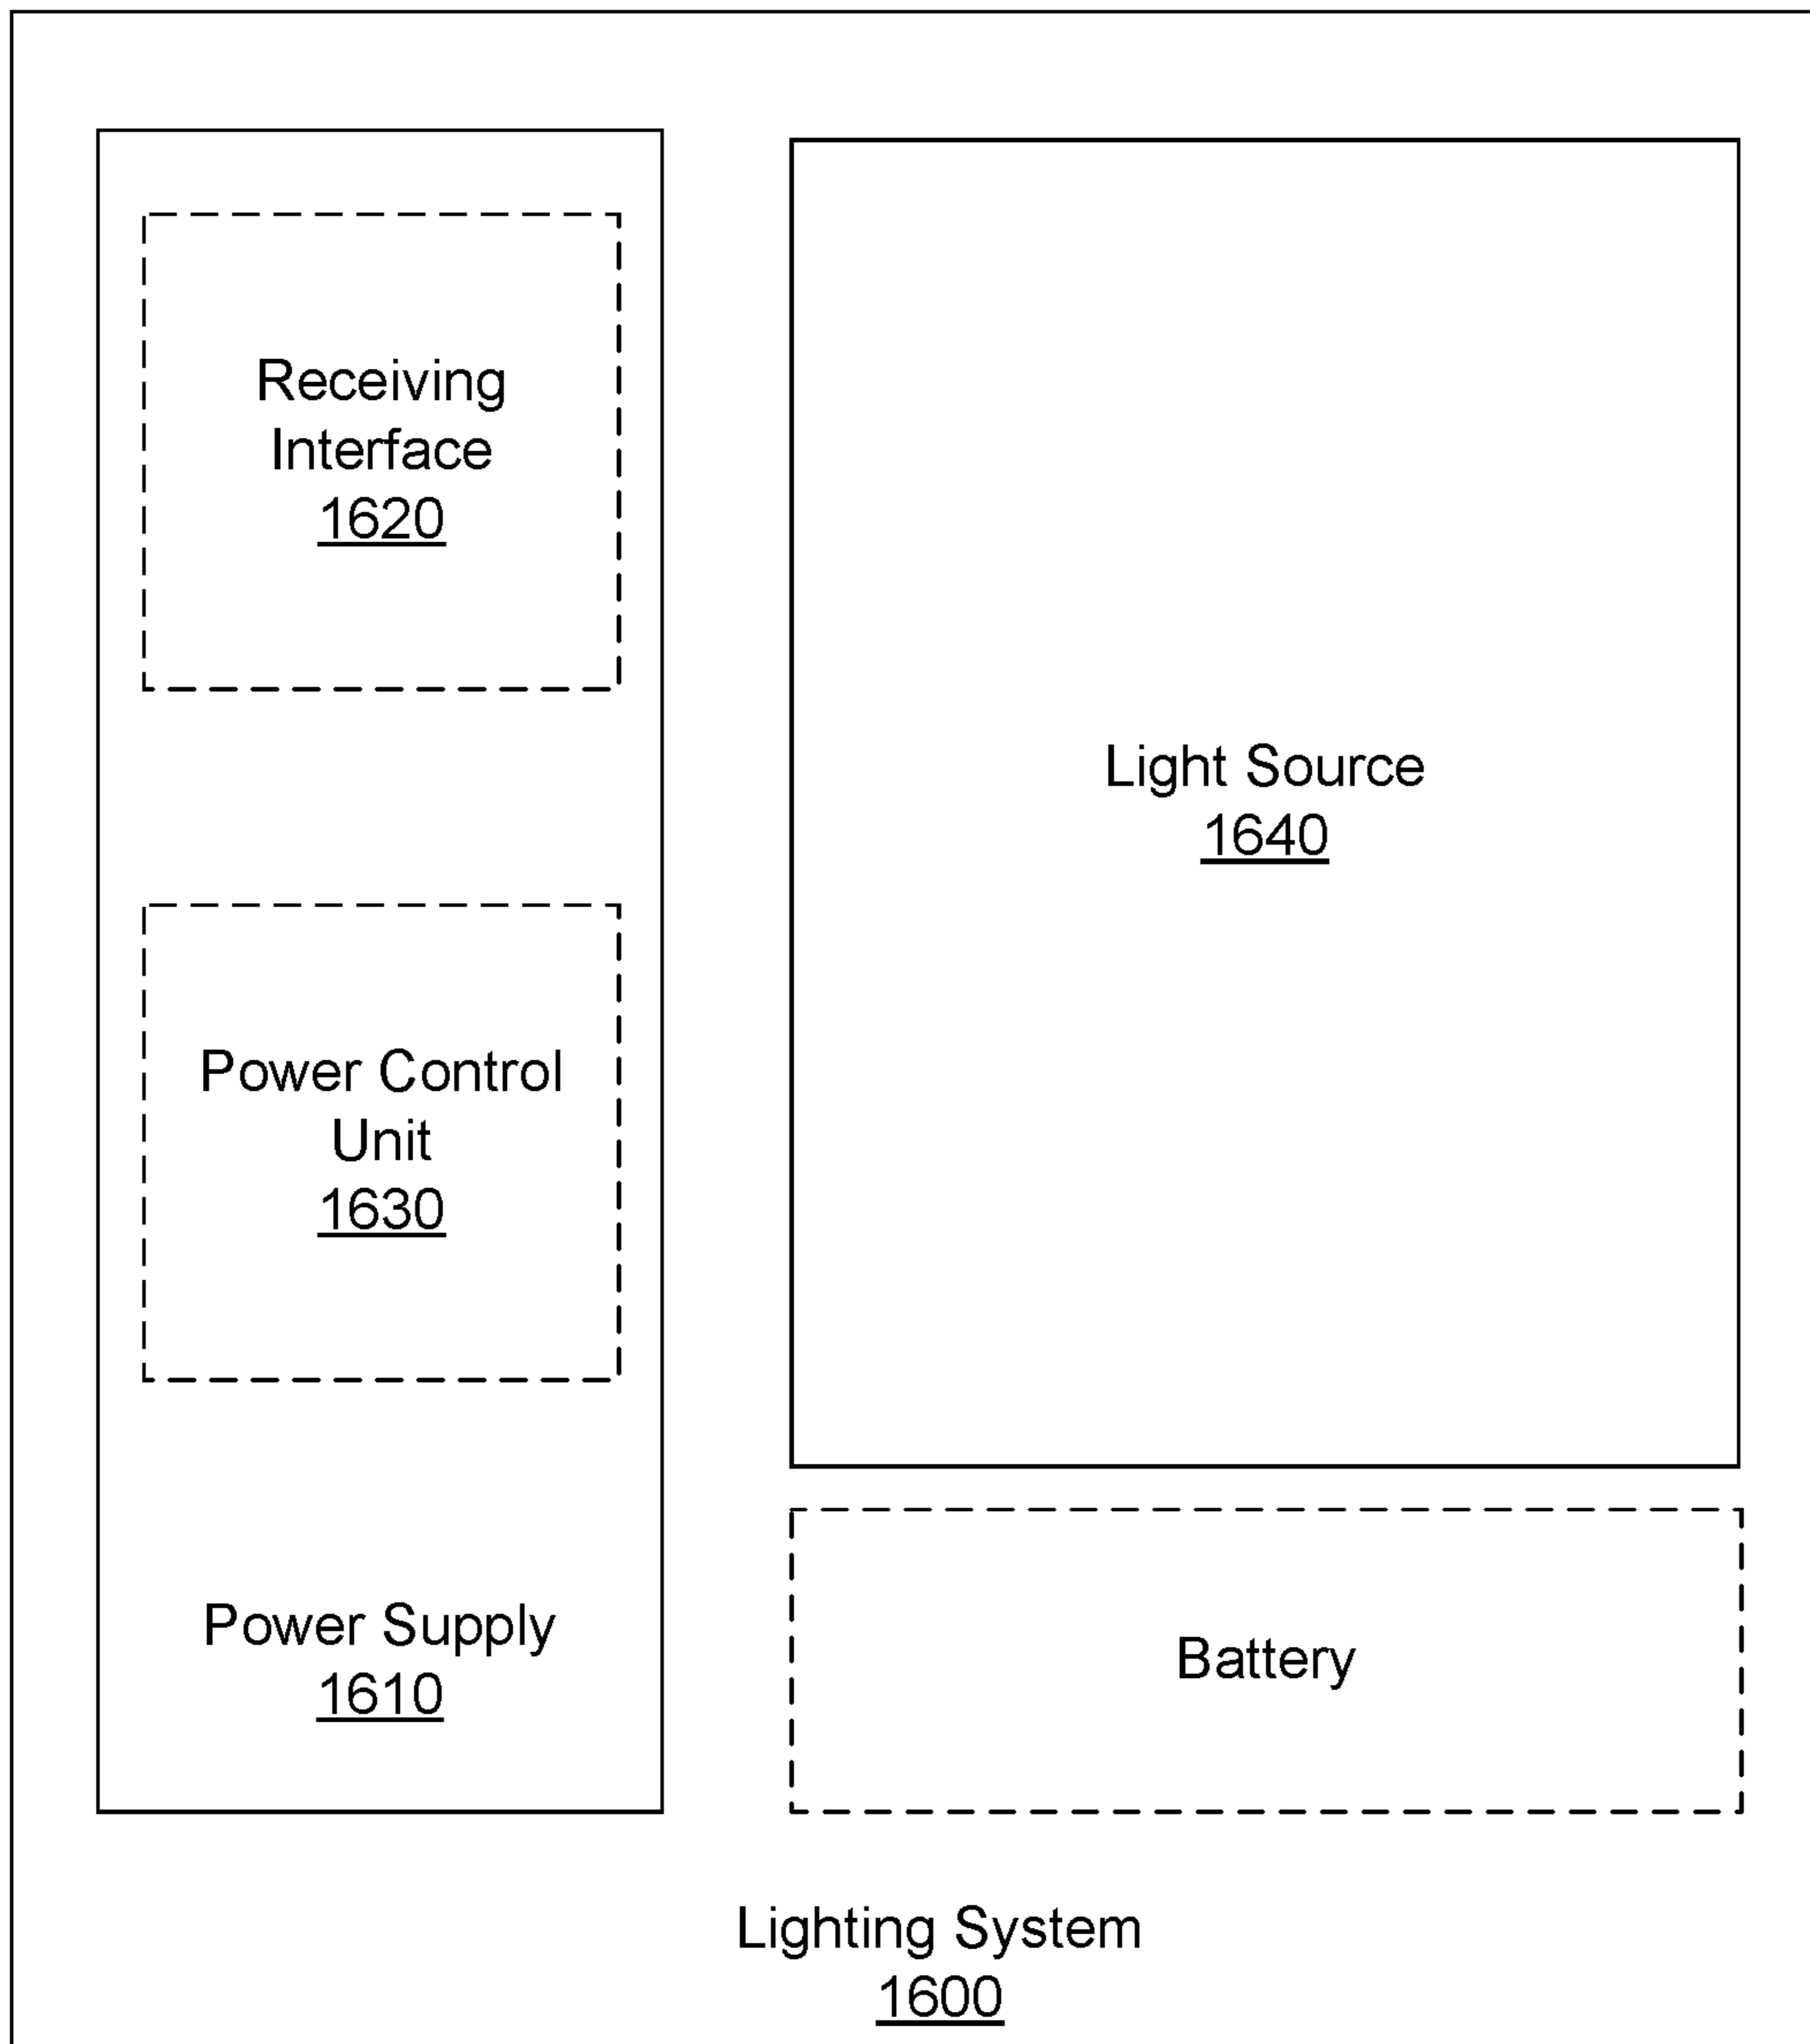 Receiving
Interface
1620
Power Control
Unit
1630
Power Supply
1610
Light Source
1640
Battery
Lighting System
1600